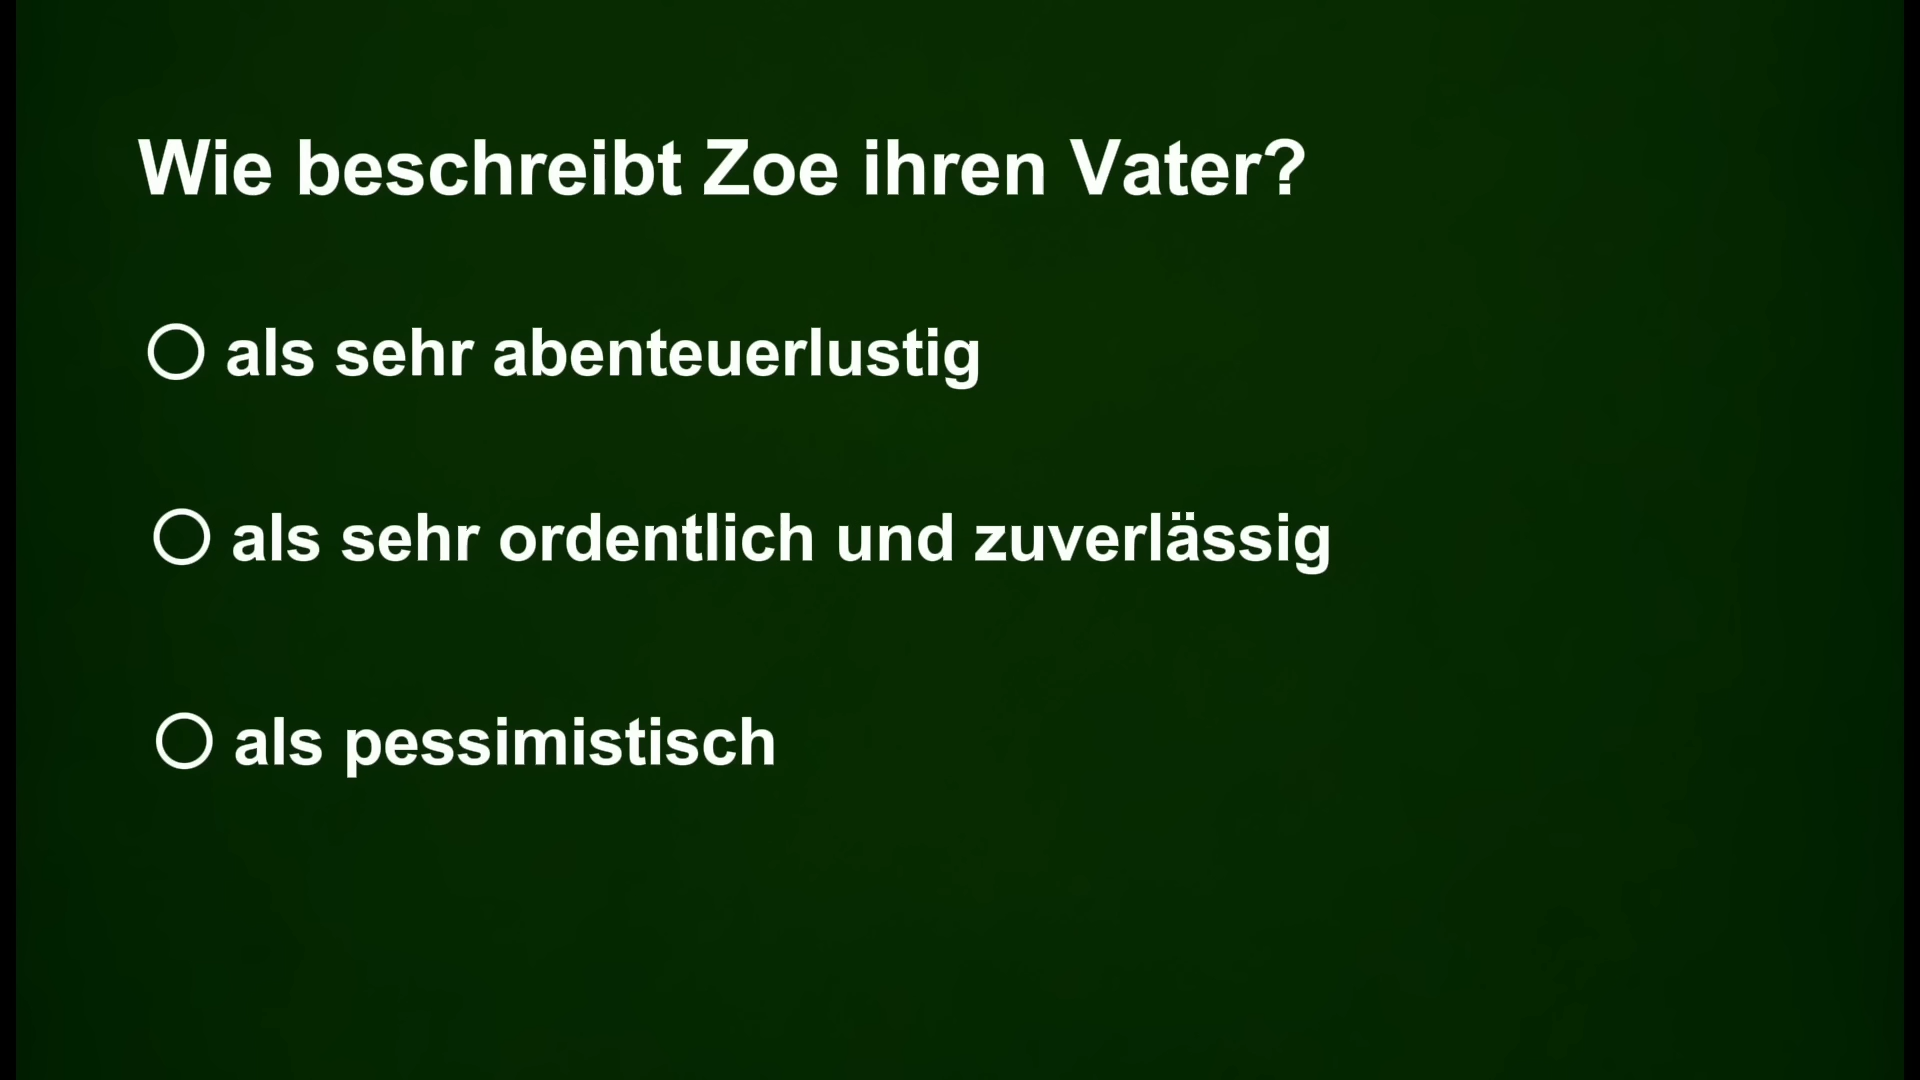 Wie beschreibt Zoe ihren Vater?
als sehr abenteuerlustig
als sehr ordentlich und zuverlässig
als pessimistisch